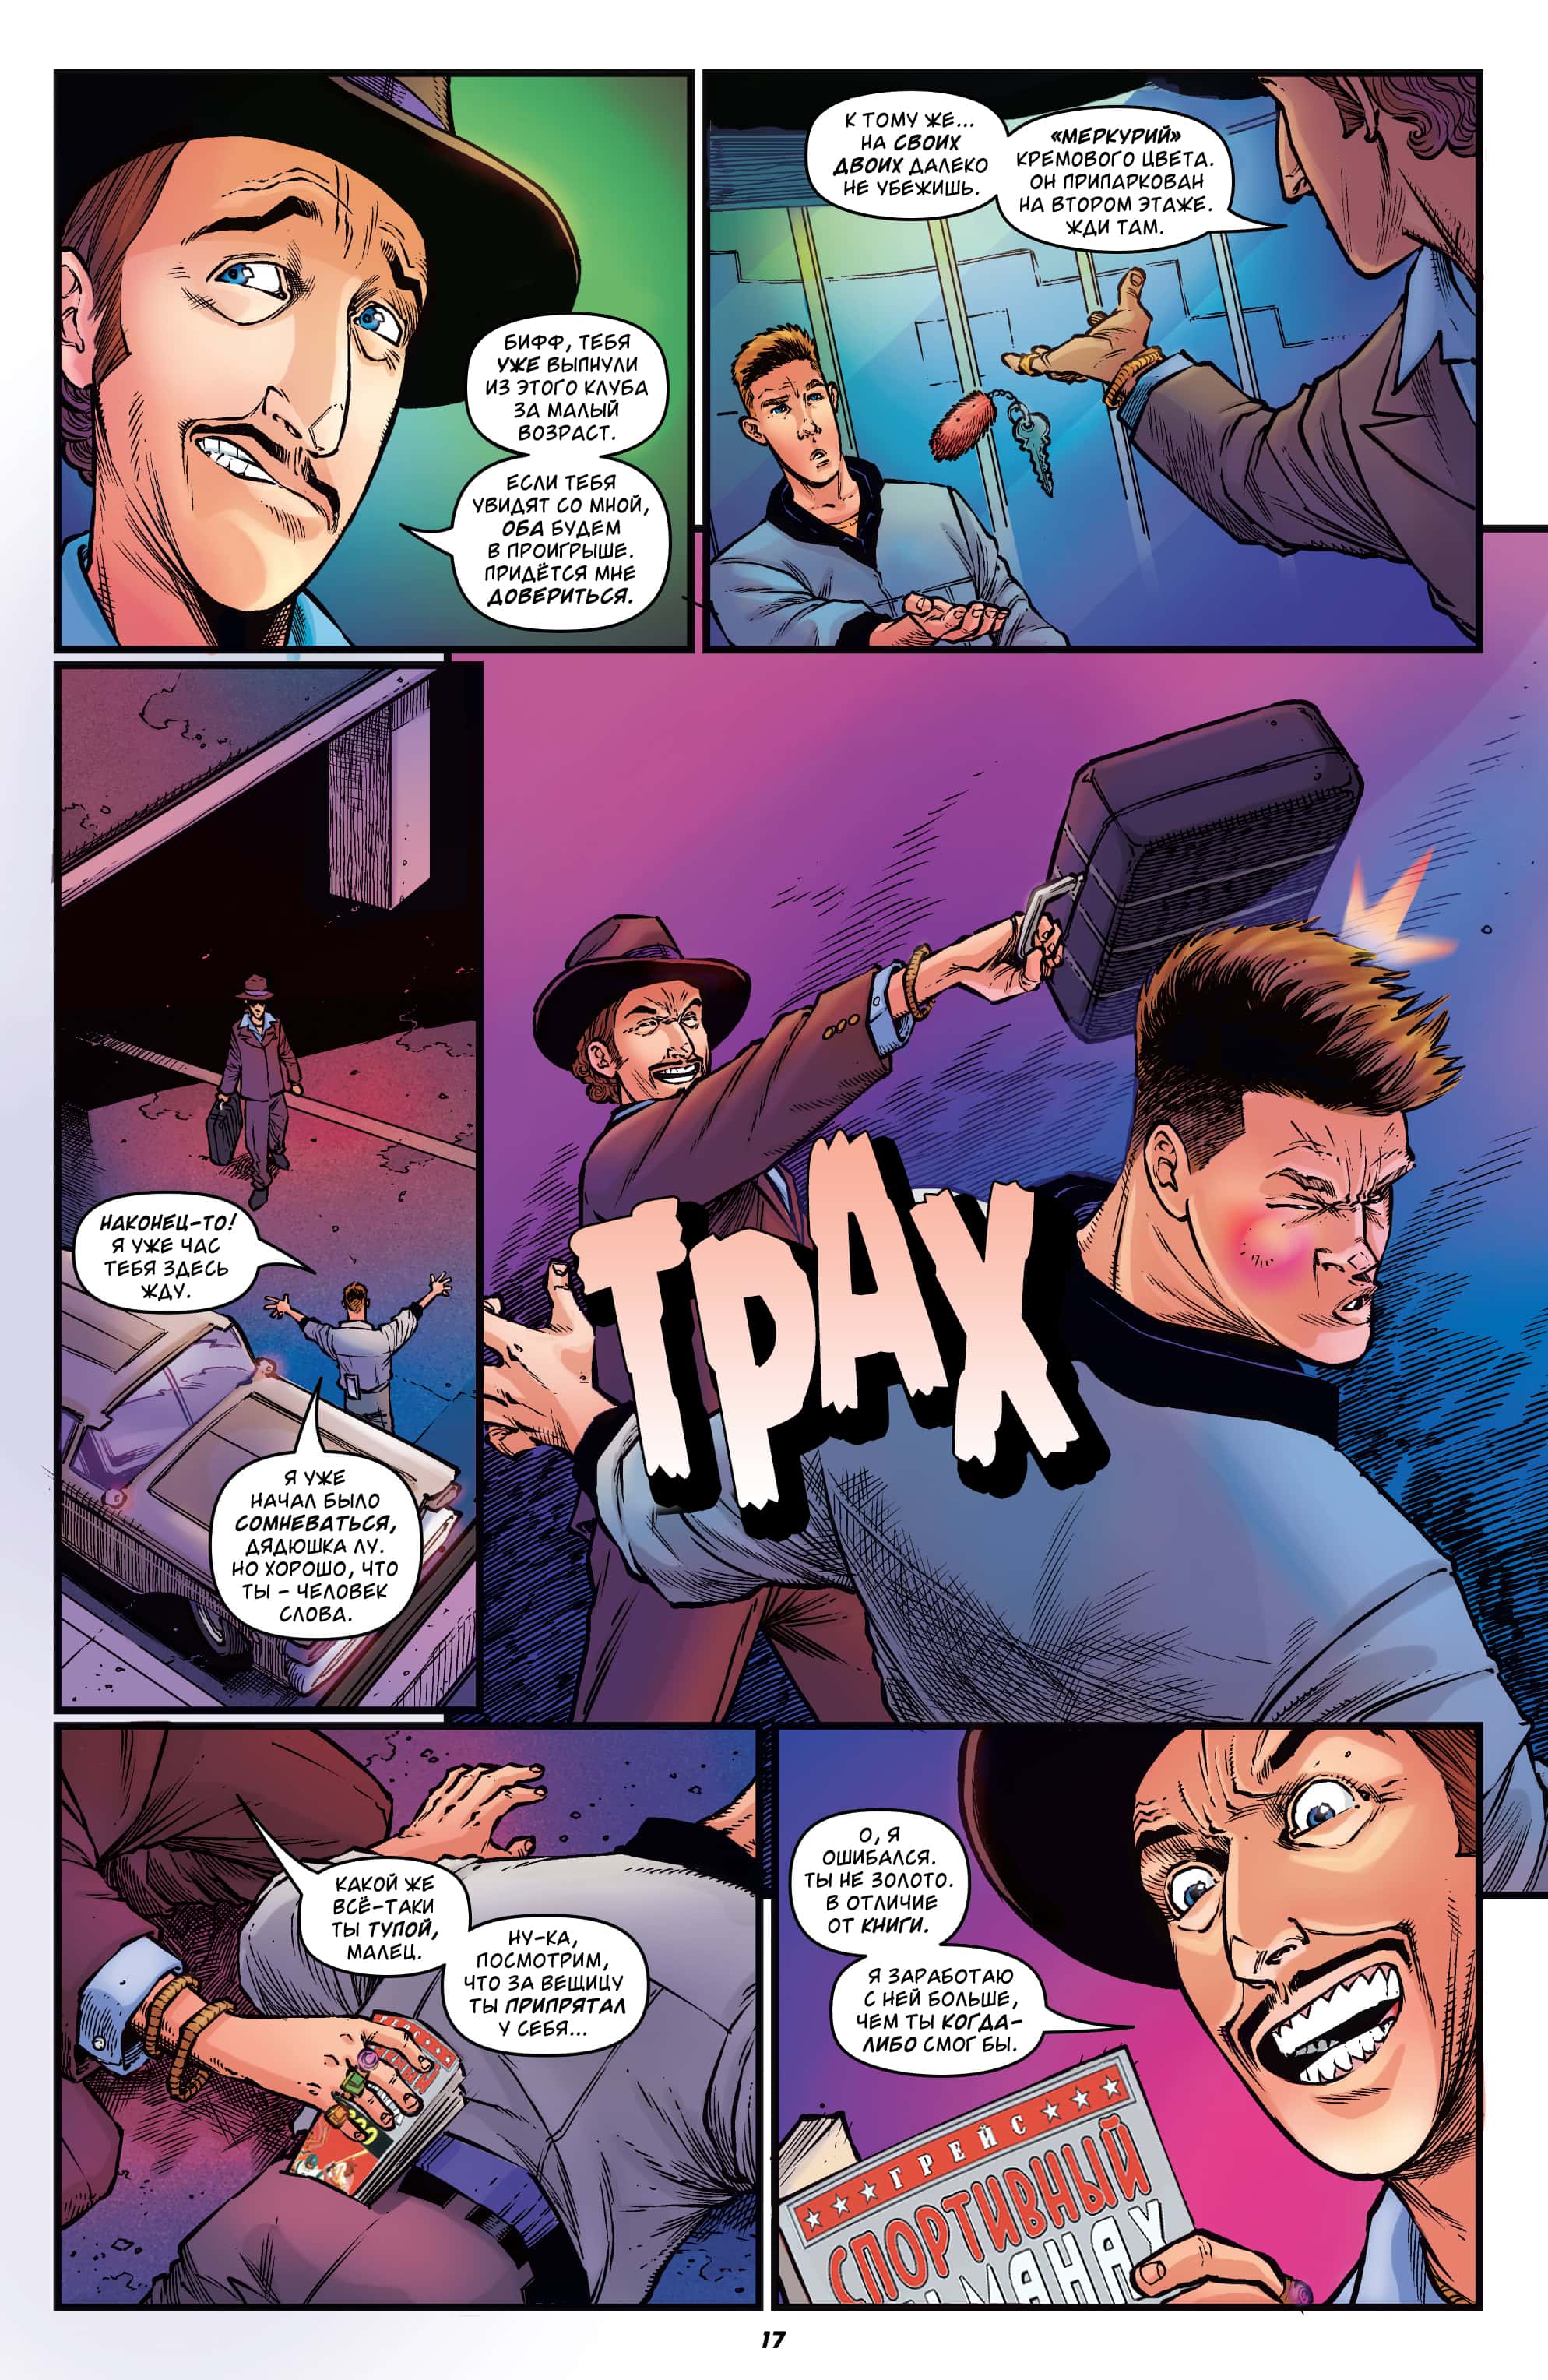 БИФФ, ТЕБЯ
УЖЕ ВЫПНУЛИ
ИЗ ЭТОГО КЛУБА
ЗА МАЛЫЙ
ВОЗРАСТ.
ЕСЛИ ТЕБЯ
УВИДЯТ СО МНОЙ,
ОБА БУДЕМ
В ПРОИГРЫШЕ.
ПРИДЁТСЯ МНЕ
ДОВЕРИТЬСЯ.
К ТОМУ ЖЕ...
НА СВОИХ
ДВОИХ ДАЛЕКО
НЕ УБЕЖИШЬ.
«МЕРКУРИЙ»
КРЕМОВОГО ЦВЕТА.
ОН ПРИПАРКОВАН
НА ВТОРОМ ЭТАЖЕ.
ЖДИ ТАМ.
НАКОНЕЦ-ТО!
Я УЖЕ ЧАС
ТЕБЯ ЗДЕСЬ
ЖДУ.
Я УЖЕ
НАЧАЛ БЫЛО
СОМНЕВАТЬСЯ,
ДЯДЮШКА ЛУ.
НО ХОРОШО, ЧТО
ТЫ - ЧЕЛОВЕК
СЛОВА.
ТРАХ
КАКОЙ ЖЕ
ВСЁ-ТАКИ
ТЫ ТУПОЙ,
МАЛЕЦ.
НУ-КА,
ПОСМОТРИМ,
ЧТО ЗА ВЕЩИЦУ
ТЫ ПРИПРЯТАЛ
У СЕБЯ...
О, Я
ОШИБАЛСЯ.
ТЫ НЕ ЗОЛОТО.
В ОТЛИЧИЕ
ОТ КНИГИ.
Я ЗАРАБОТАЮ
С НЕЙ БОЛЬШЕ,
ЧЕМ ТЫ КОГДА-
ЛИБО СМОГ БЫ.
ГРЕЙС
СПОРТИВНЫЙ
МАНАХ
17